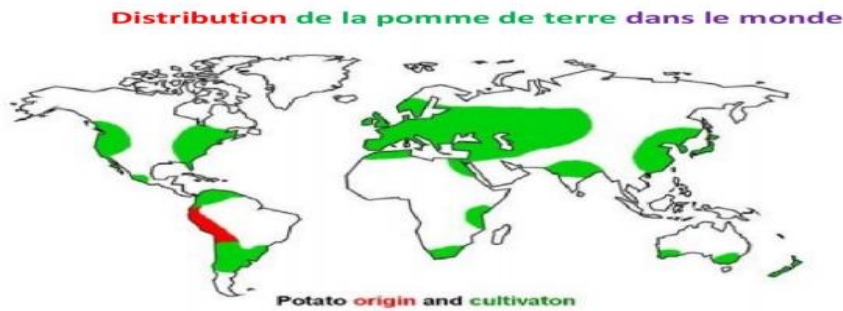 Distribution de la pomme de terre dans le monde
Potato origin and cultivaton